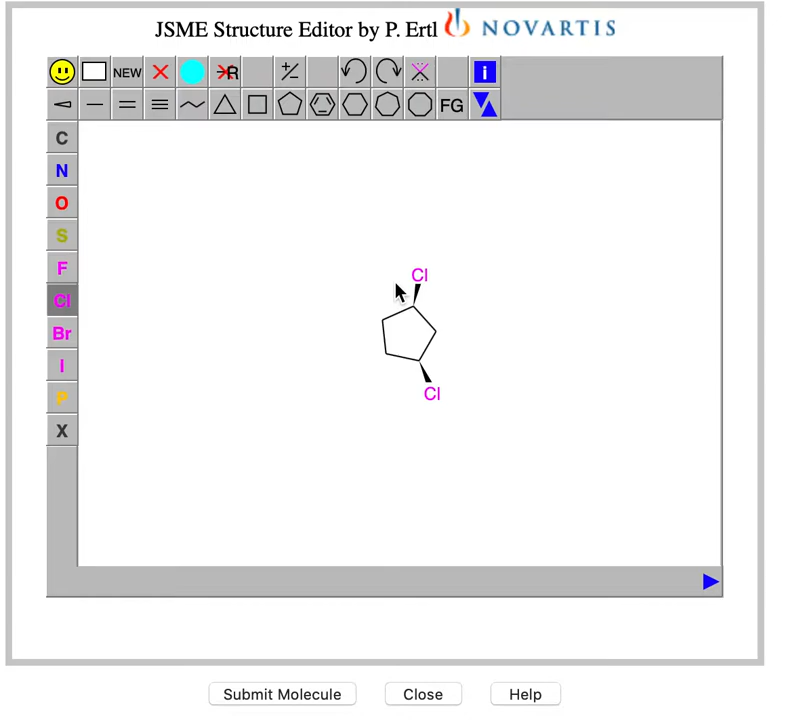 JSME Structure Editor by P. Ertl NOVARTIS
NEW R +/- i
FG
C
N
O
S
F
Cl
Br
I
P
X
Cl
Cl
Submit Molecule Close Help